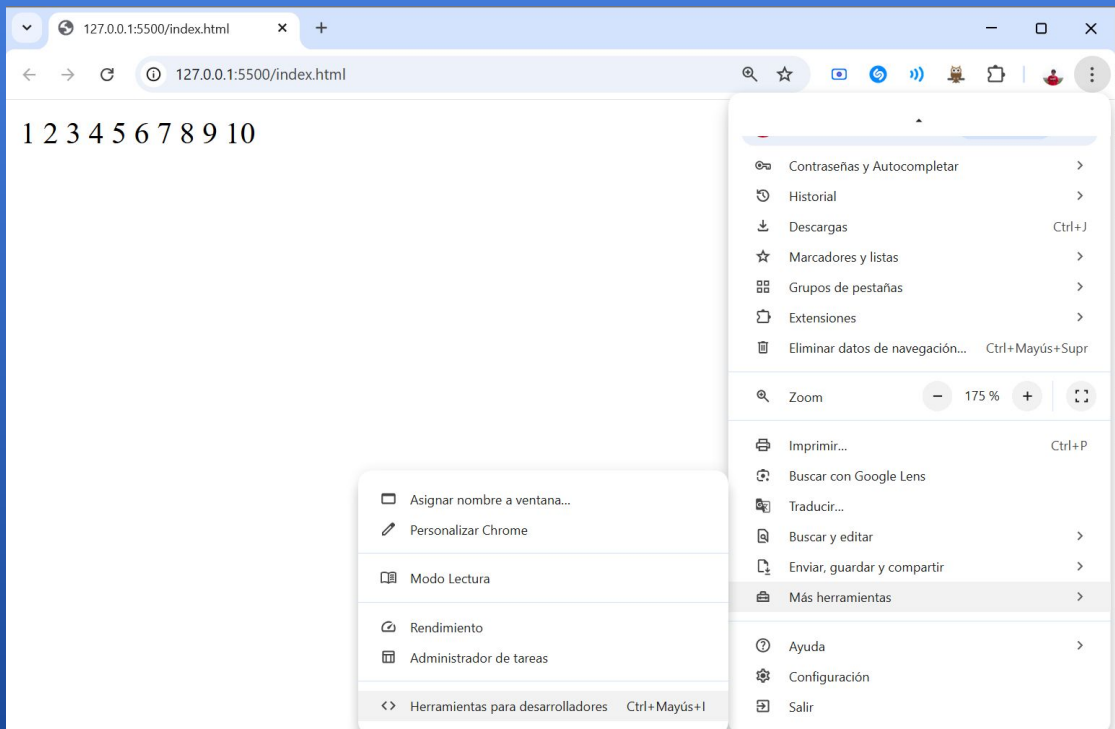 127.0.0.1:5500/index.html
127.0.0.1:5500/index.html
1 2 3 4 5 6 7 8 9 10
Contraseñas y Autocompletar
Historial
Descargas Ctrl+J
Marcadores y listas
Grupos de pestañas
Extensiones
Eliminar datos de navegación... Ctrl+Mayús+Supr
Zoom − 175 % +
Imprimir... Ctrl+P
Buscar con Google Lens
Traducir...
Buscar y editar
Enviar, guardar y compartir
Más herramientas
Ayuda
Configuración
Salir
Asignar nombre a ventana...
Personalizar Chrome
Modo Lectura
Rendimiento
Administrador de tareas
Herramientas para desarrolladores Ctrl+Mayús+I